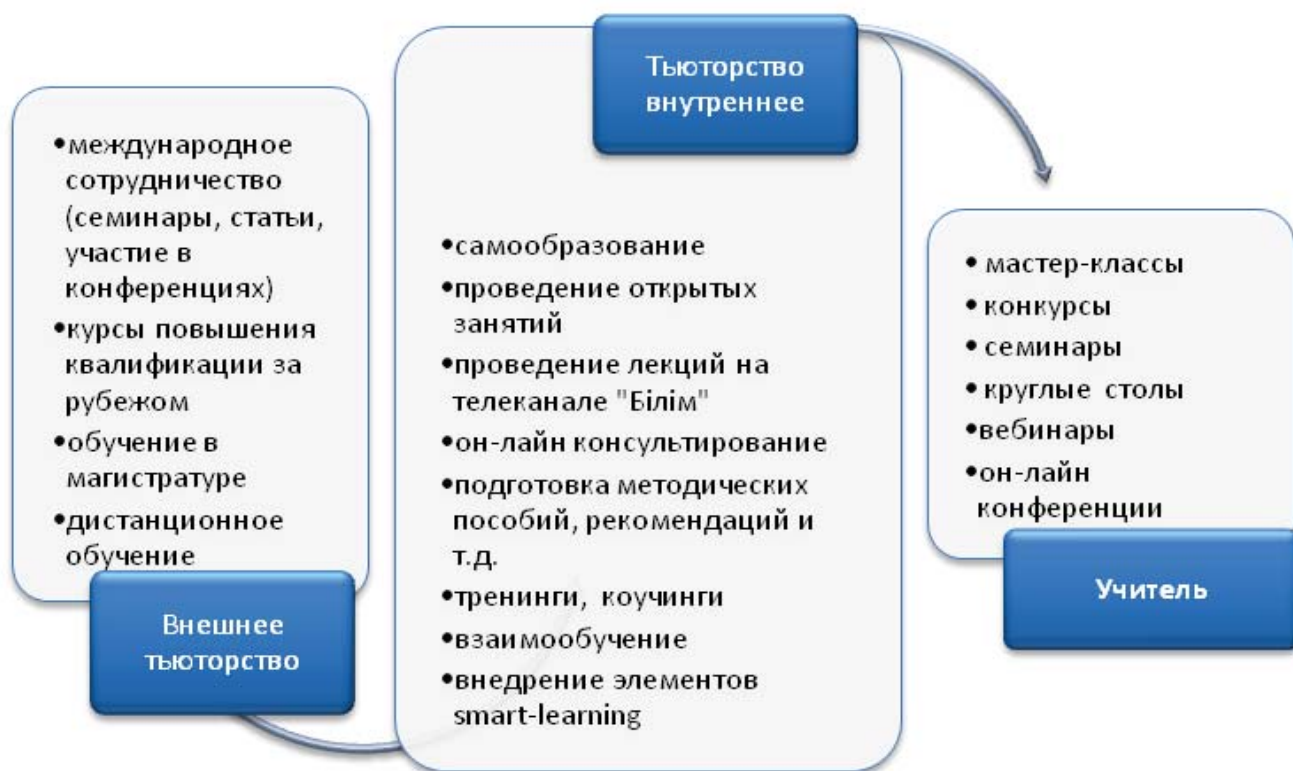 •международное
сотрудничество
(семинары, статьи,
участие в
конференциях)
•курсы повышения
квалификации за
рубежом
•обучение в
магистратуре
•дистанционное
обучение
Внешнее
тьюторство
Тьюторство
внутреннее
•самообразование
•проведение открытых
занятий
•проведение лекций на
телеканале "Білім"
•он-лайн консультирование
•подготовка методических
пособий, рекомендаций и
т.д.
•тренинги, коучинги
•взаимообучение
•внедрение элементов
smart-learning
• мастер-классы
• конкурсы
• семинары
• круглые столы
•вебинары
•он-лайн
конференции
Учитель